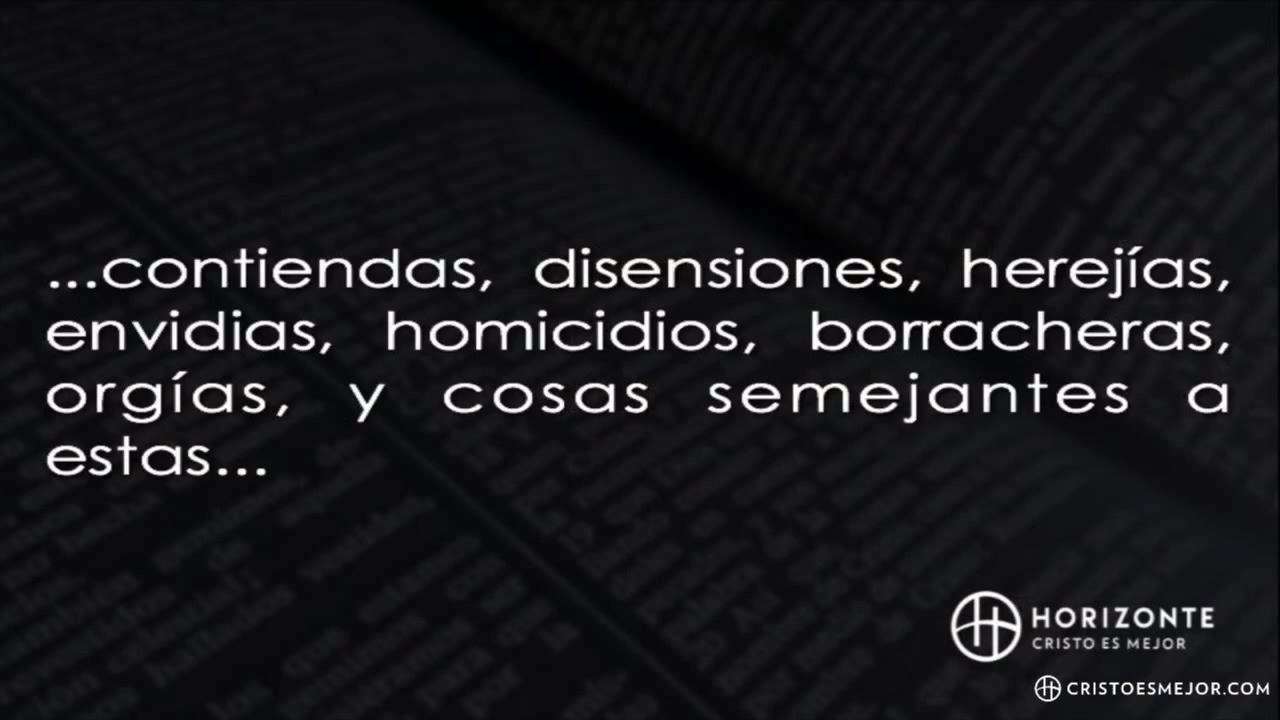 ...contiendas, disensiones, herejías,
envidias, homicidios, borracheras,
orgías, y cosas semejantes a
estas...
HORIZONTE
CRISTO ES MEJOR
CRISTOESMEJOR.COM